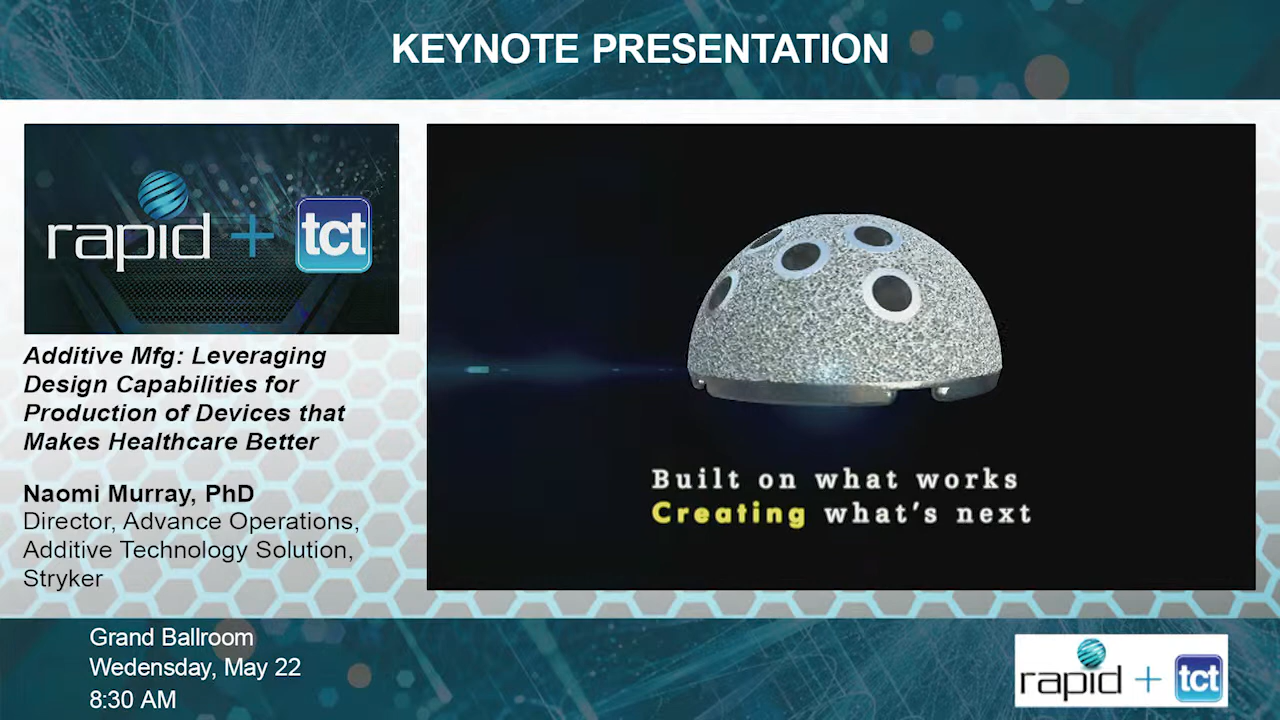 KEYNOTE PRESENTATION
rapid + tct
Additive Mfg: Leveraging
Design Capabilities for
Production of Devices that
Makes Healthcare Better
Naomi Murray, PhD
Director, Advance Operations,
Additive Technology Solution,
Stryker
Built on what works
Creating what's next
Grand Ballroom
Wedensday, May 22
8:30 AM
rapid + tct